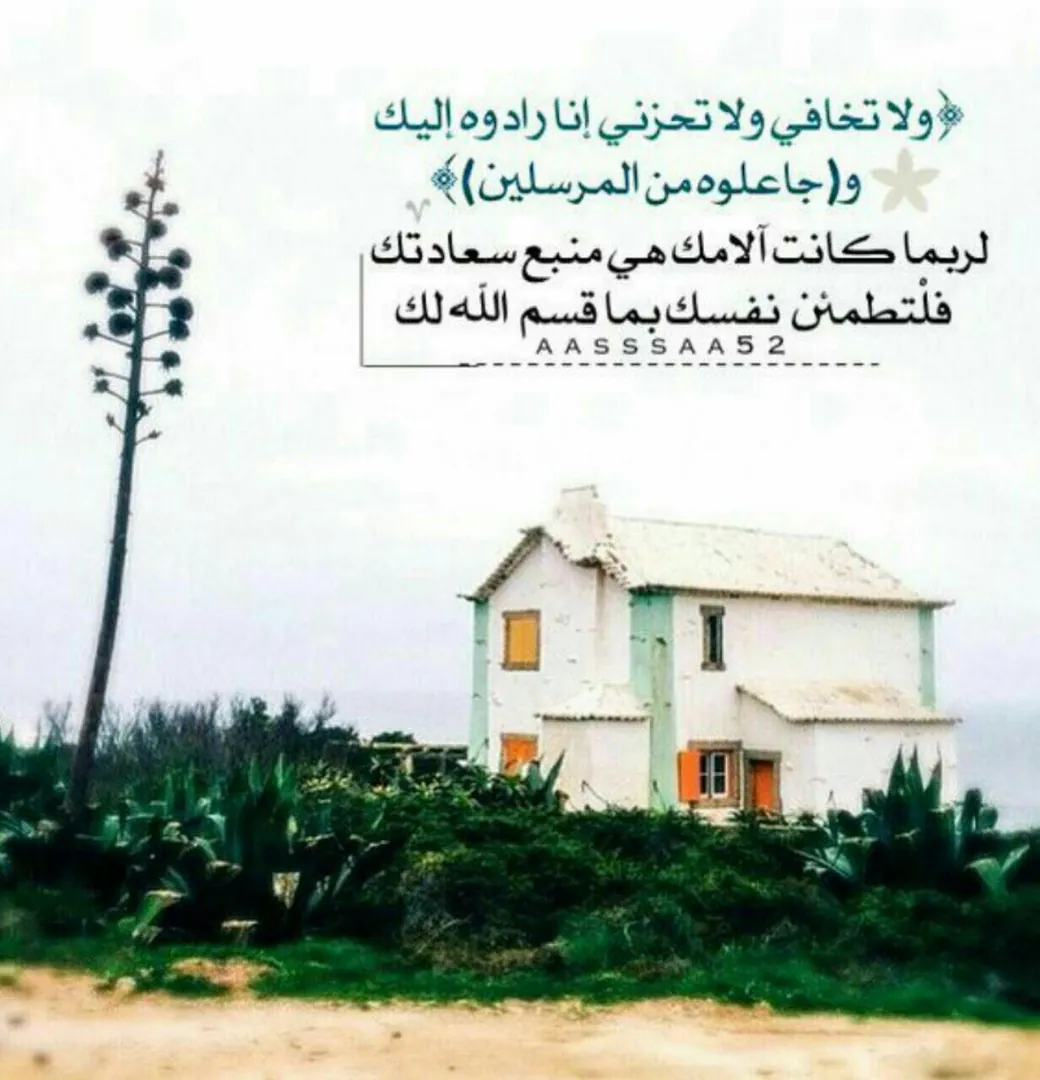 ﴿ولا تخافي ولا تحزني إنا رادوه إليك
و(جاعلوه من المرسلين)﴾
لربما كانت آلامك هي منبع سعادتك
فلْتطمئن نفسك بما قسم اللّه لك
AASSSAA52